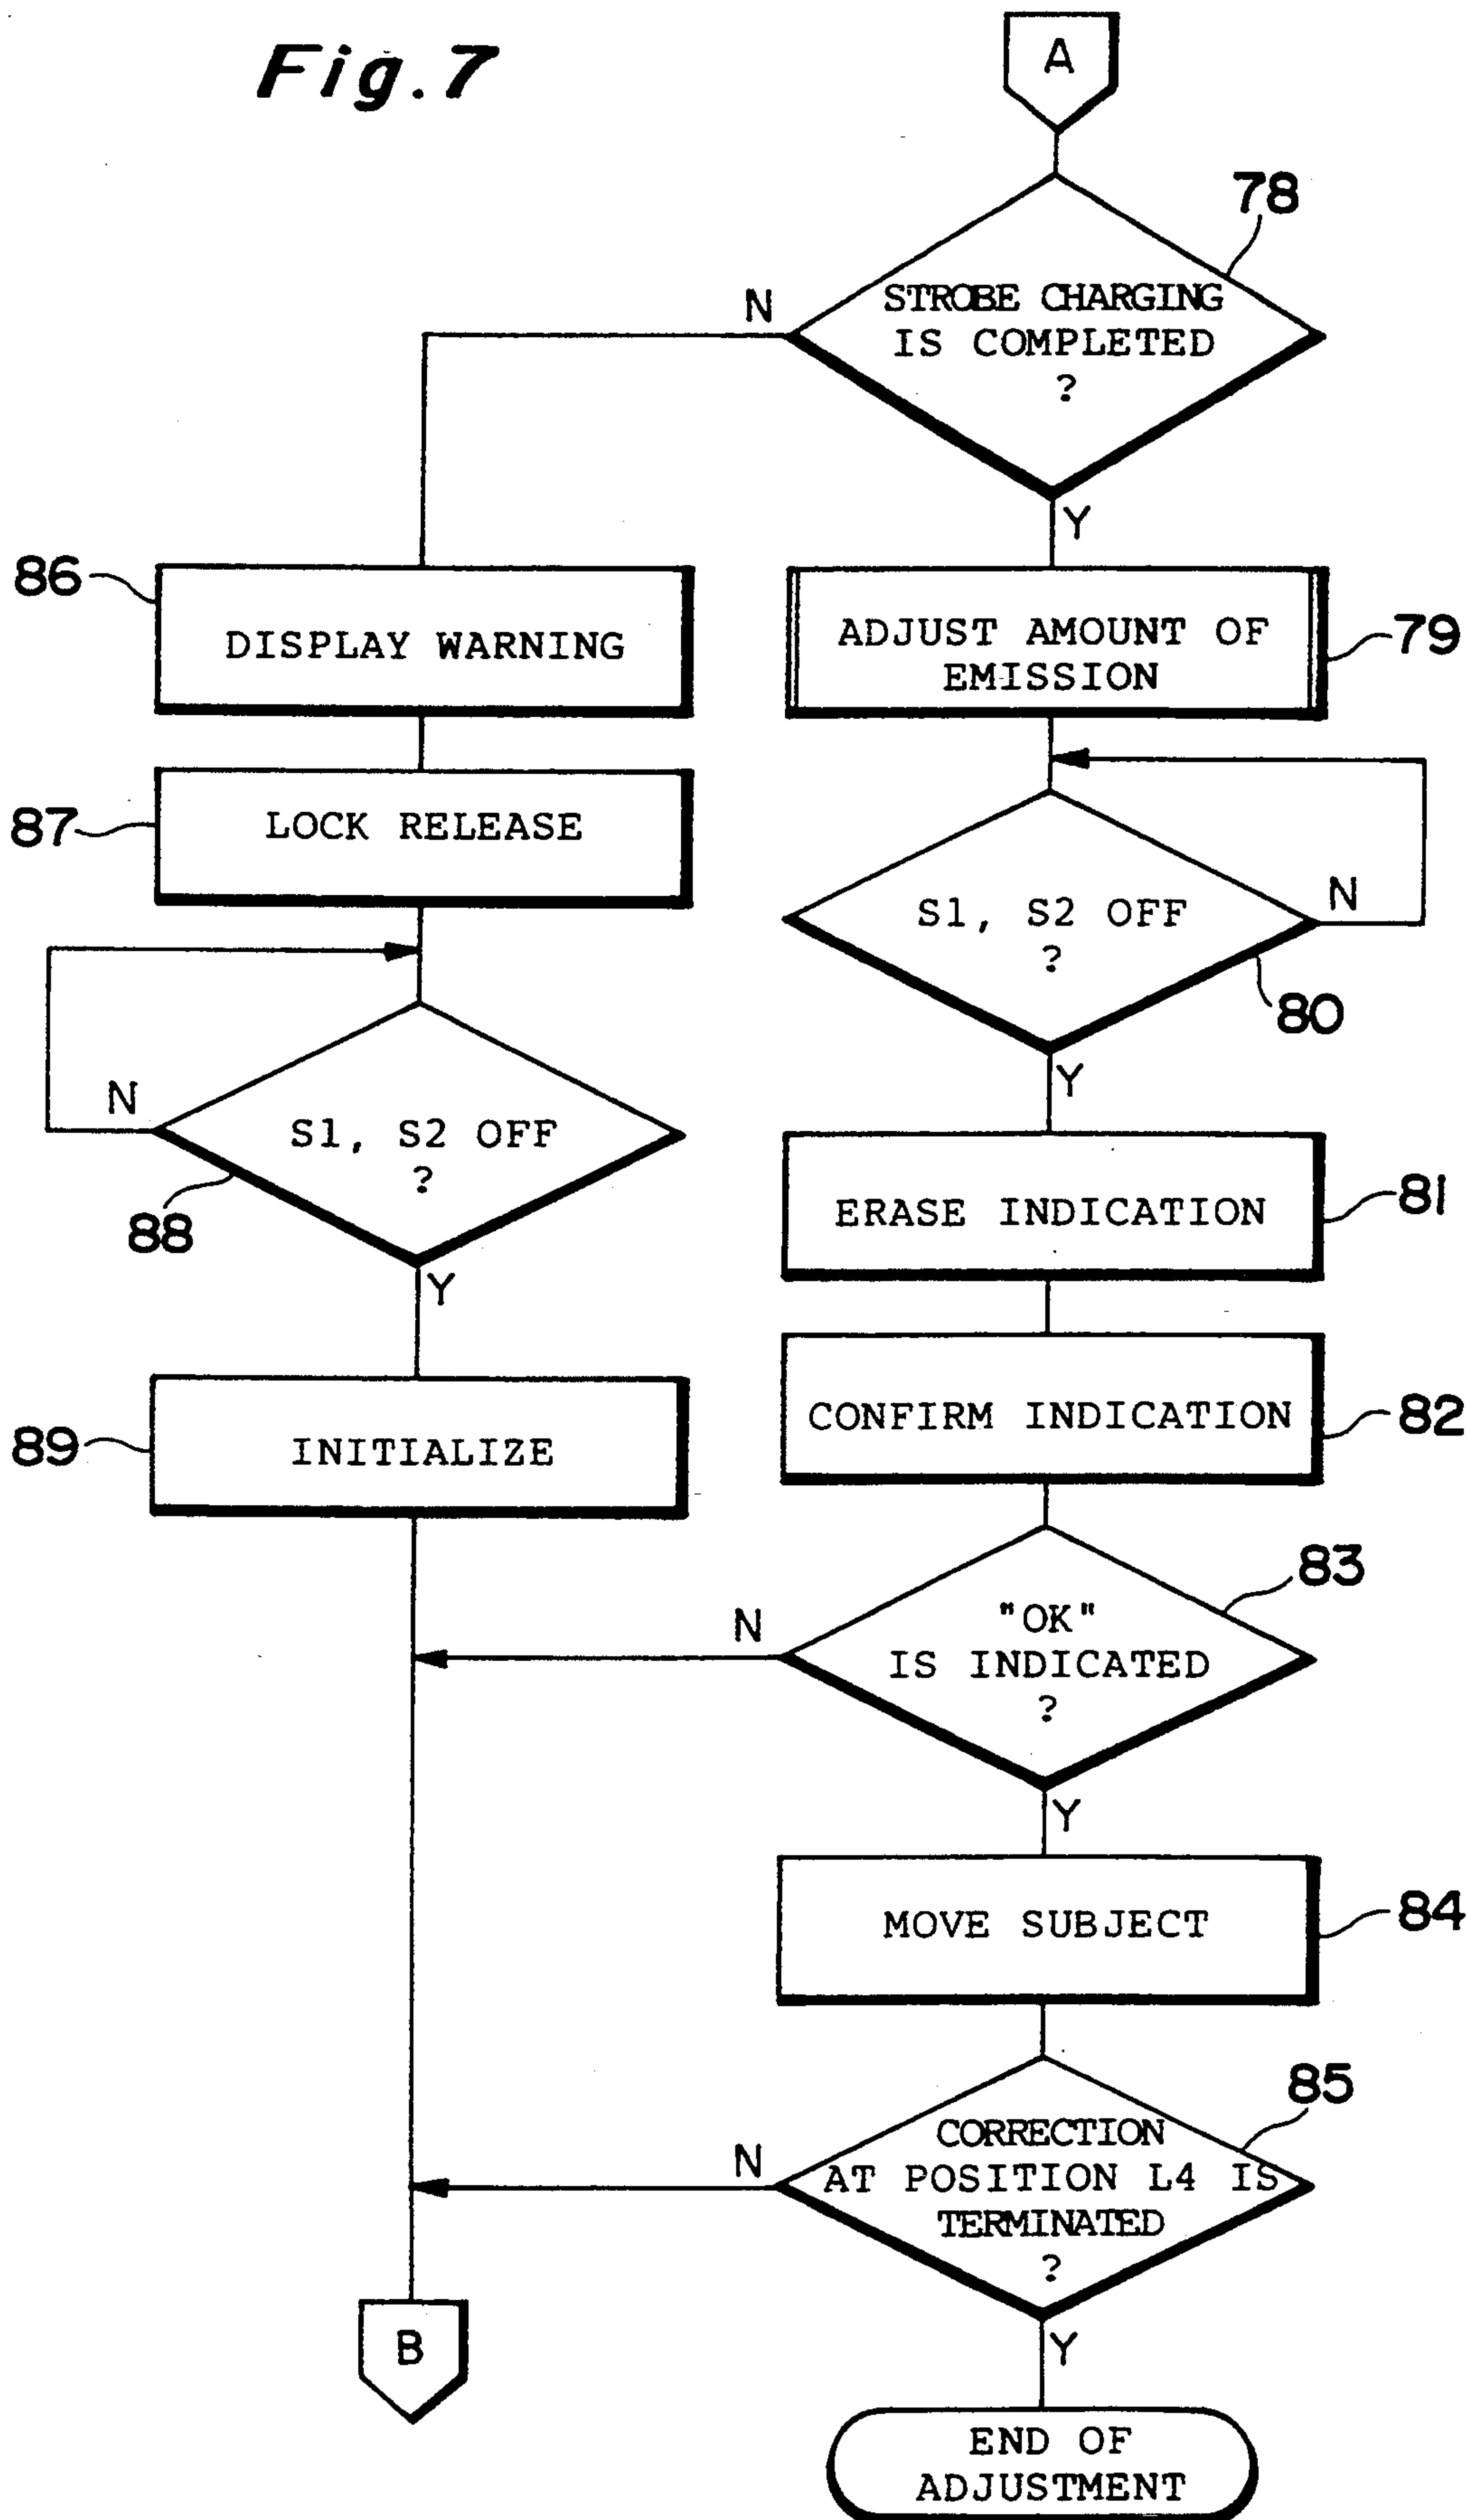 Fig.7
A
78
STROBE CHARGING
IS COMPLETED
?
N
Y
86
DISPLAY WARNING
ADJUST AMOUNT OF
EMISSION
79
87
LOCK RELEASE
S1, S2 OFF
?
N
80
Y
N
S1, S2 OFF
?
88
Y
ERASE INDICATION
81
CONFIRM INDICATION
82
89
INITIALIZE
83
"OK"
IS INDICATED
?
N
Y
MOVE SUBJECT
84
85
CORRECTION
AT POSITION L4 IS
TERMINATED
?
N
Y
B
END OF
ADJUSTMENT